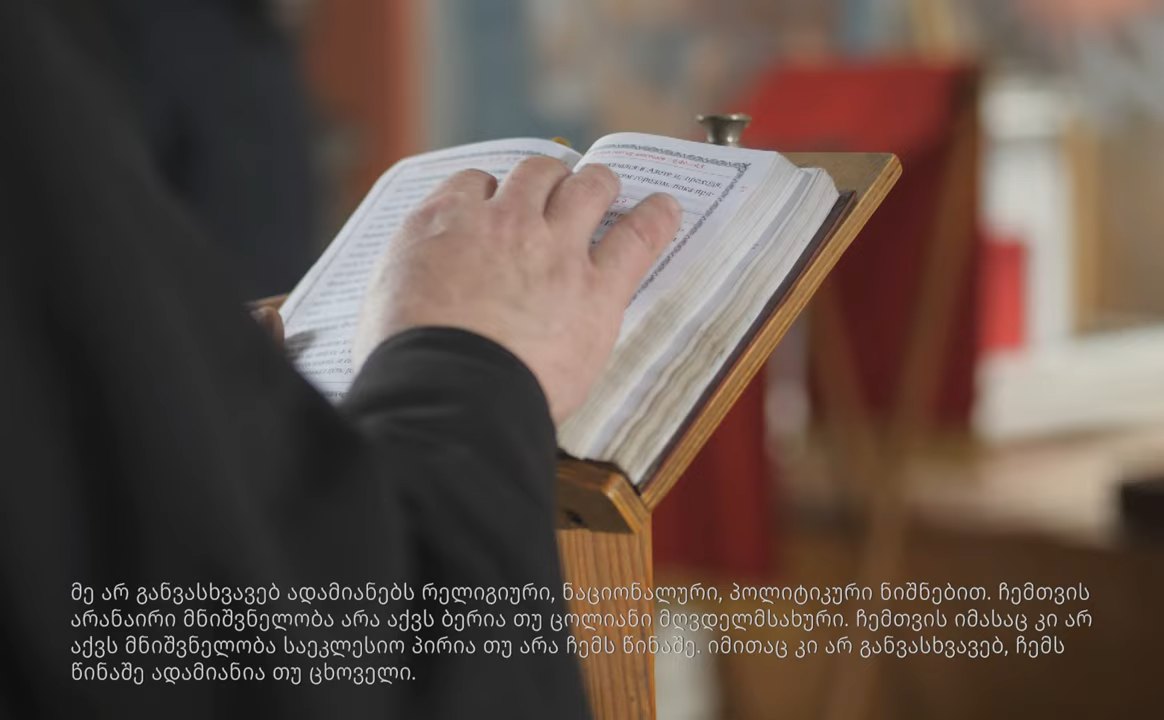 მე არ განვასხვავებ ადამიანებს რელიგიური, ნაციონალური, პოლიტიკური ნიშნებით. ჩემთვის
არანაირი მნიშვნელობა არა აქვს ბერია თუ ცოლიანი მღვდელმსახური. ჩემთვის იმასაც კი არ
აქვს მნიშვნელობა საეკლესიო პირია თუ არა ჩემს წინაშე. იმითაც კი არ განვასხვავებ, ჩემს
წინაშე ადამიანია თუ ცხოველი.